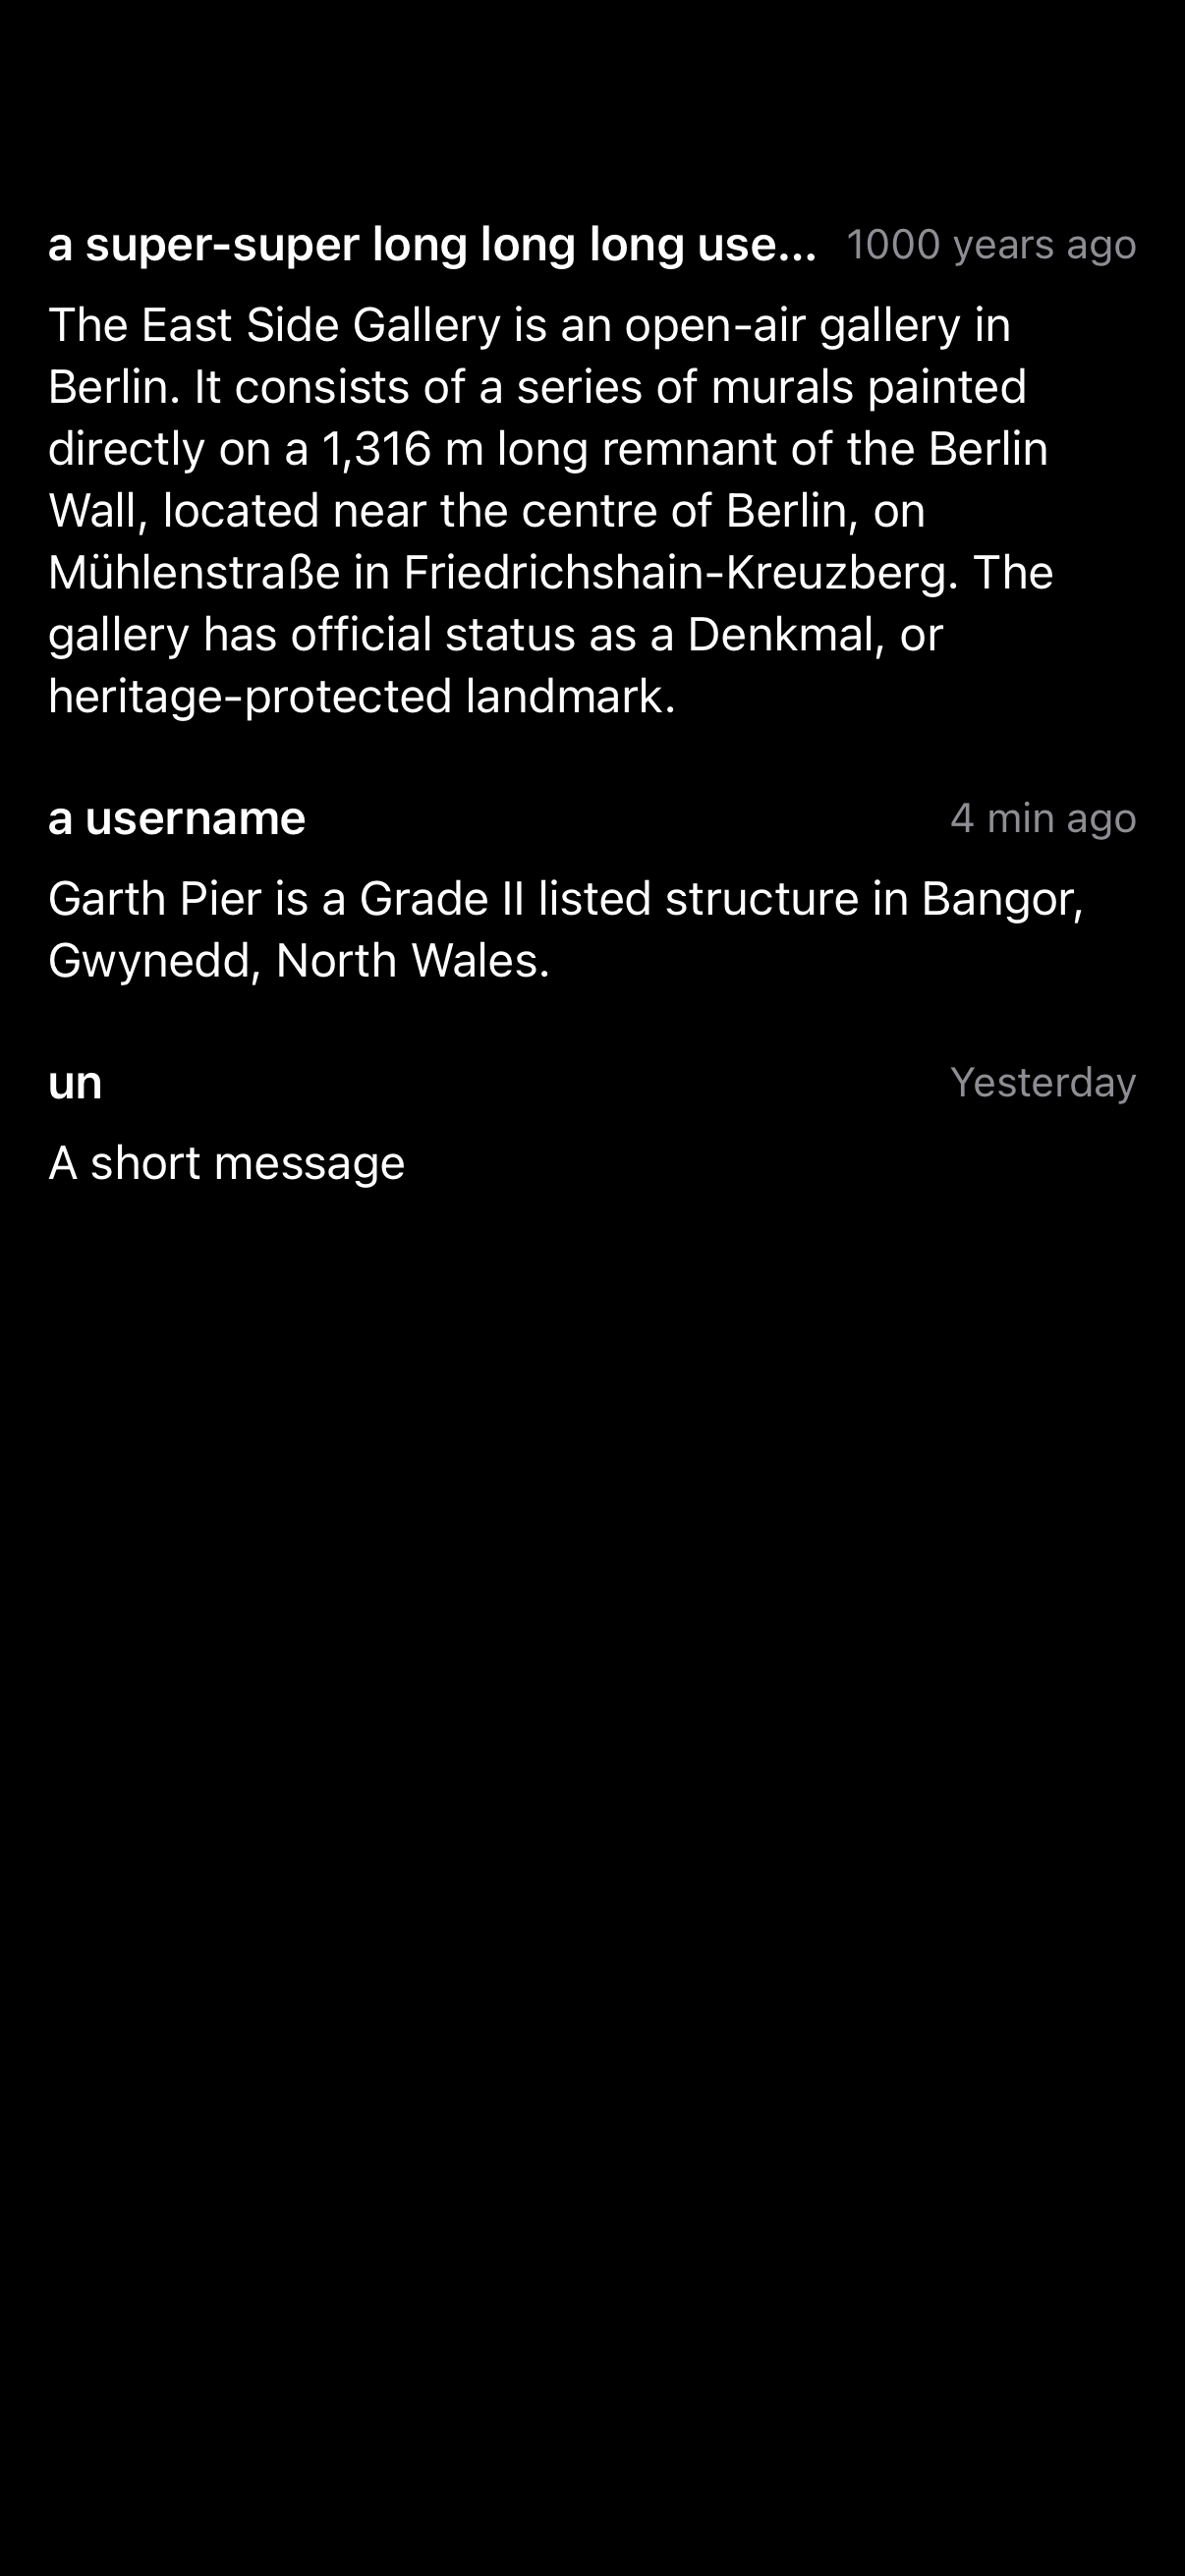 a super-super long long long use... 1000 years ago
The East Side Gallery is an open-air gallery in
Berlin. It consists of a series of murals painted
directly on a 1,316 m long remnant of the Berlin
Wall, located near the centre of Berlin, on
Mühlenstraße in Friedrichshain-Kreuzberg. The
gallery has official status as a Denkmal, or
heritage-protected landmark.
a username 4 min ago
Garth Pier is a Grade II listed structure in Bangor,
Gwynedd, North Wales.
un Yesterday
A short message